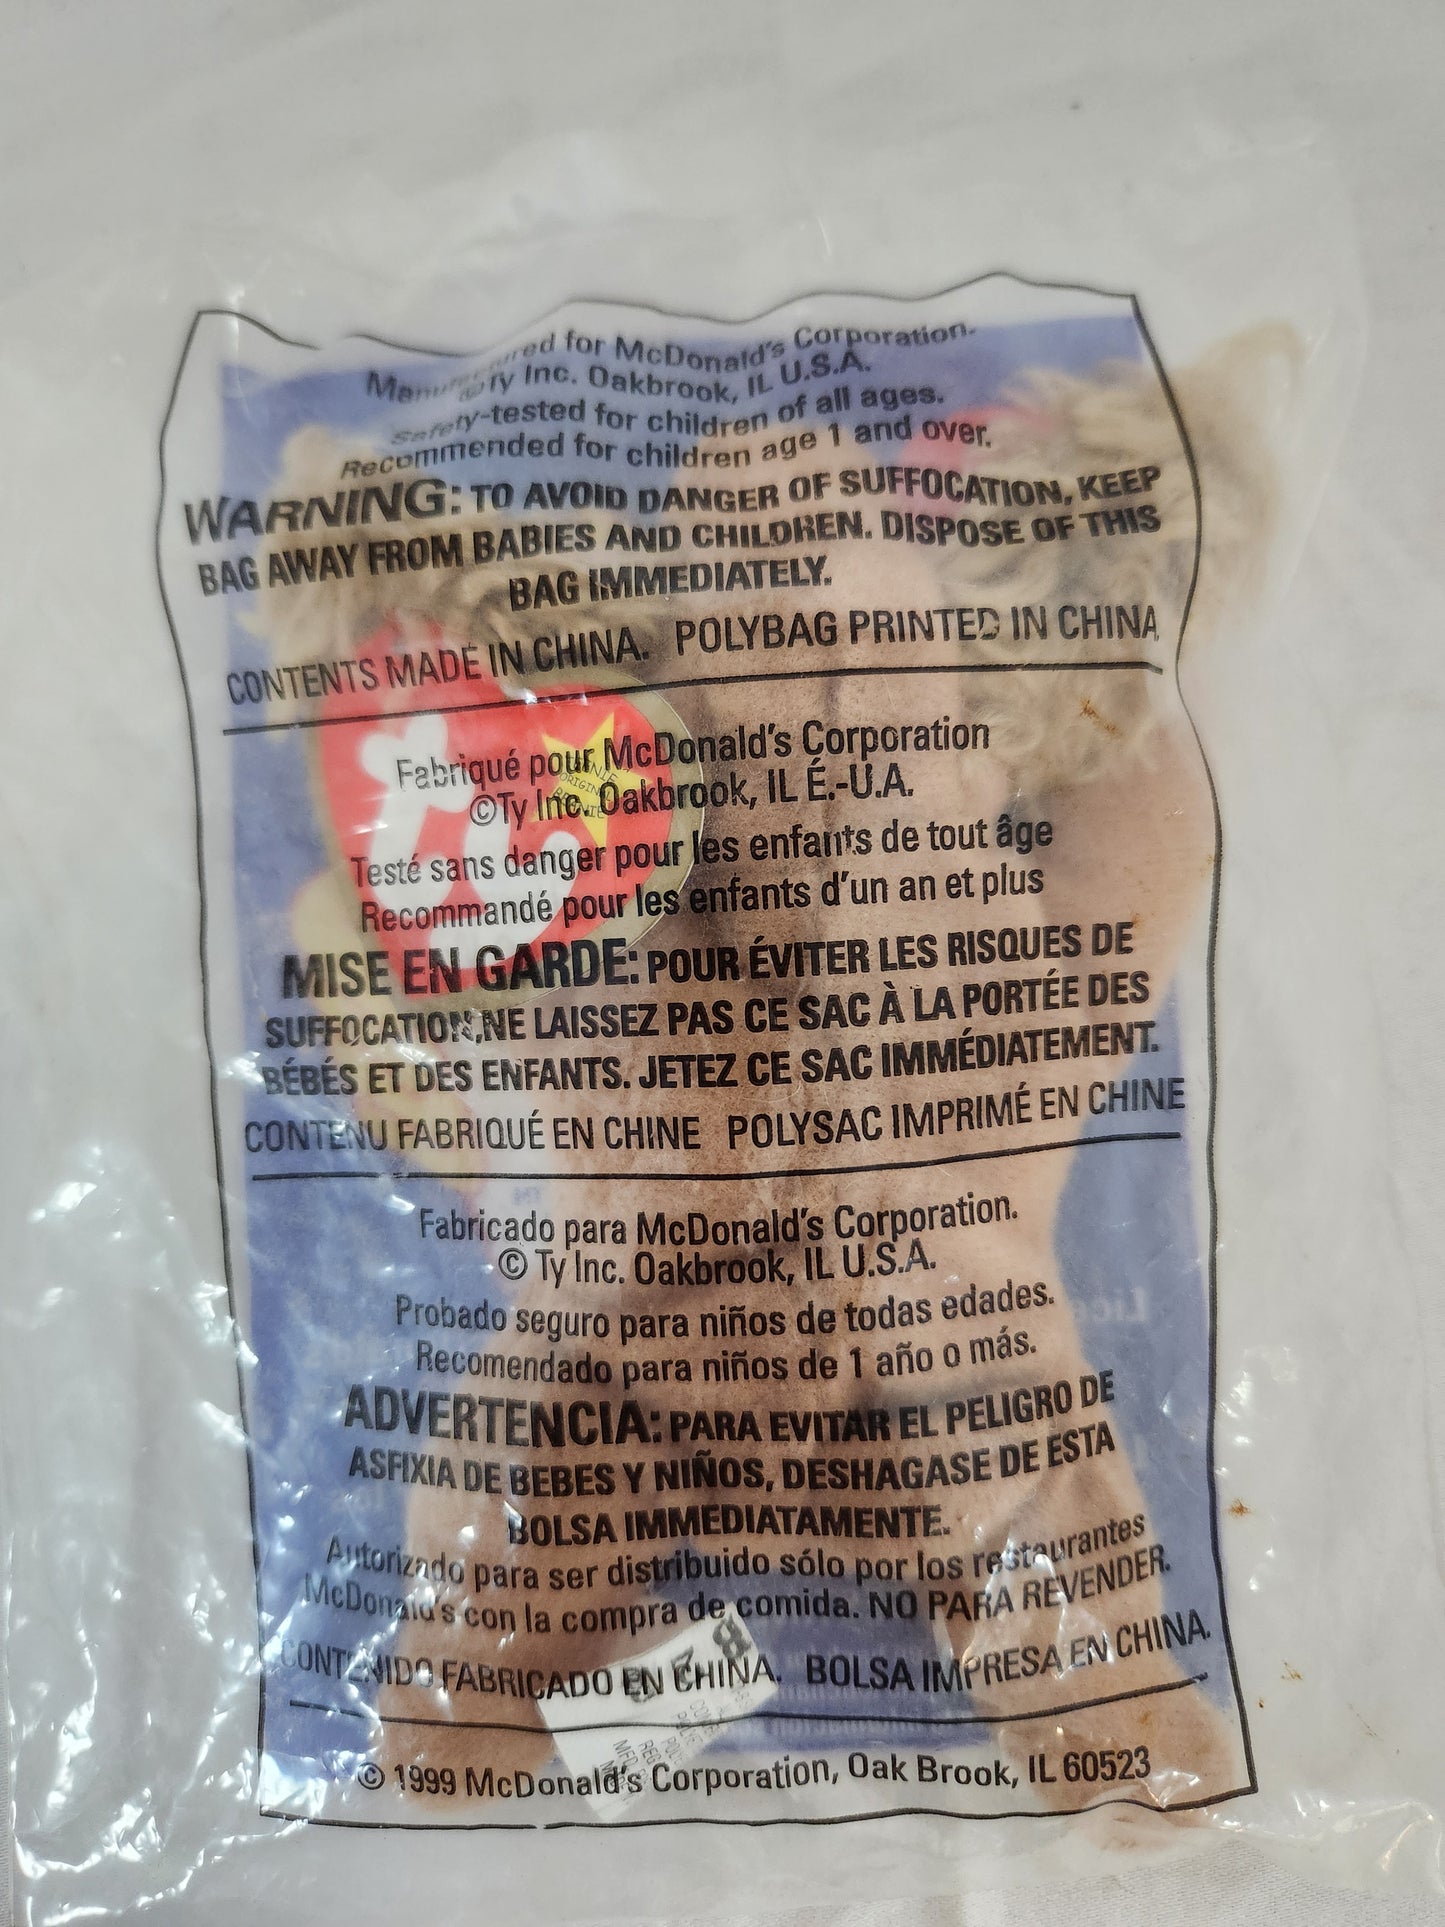 Manufactured for McDonald's Corporation.
Ty Inc. Oakbrook, IL U.S.A.
Safety-tested for children of all ages.
Recommended for children age 1 and over.
WARNING: TO AVOID DANGER OF SUFFOCATION, KEEP
BAG AWAY FROM BABIES AND CHILDREN. DISPOSE OF THIS
BAG IMMEDIATELY.
CONTENTS MADE IN CHINA. POLYBAG PRINTED IN CHINA
Fabriqué pour McDonald's Corporation
©Ty Inc. Oakbrook, IL É.-U.A.
Testé sans danger pour les enfants de tout âge
Recommandé pour les enfants d'un an et plus
MISE EN GARDE: POUR ÉVITER LES RISQUES DE
SUFFOCATION, NE LAISSEZ PAS CE SAC À LA PORTÉE DES
BÉBÉS ET DES ENFANTS. JETEZ CE SAC IMMÉDIATEMENT.
CONTENU FABRIQUÉ EN CHINE POLYSAC IMPRIMÉ EN CHINE
Fabricado para McDonald's Corporation.
© Ty Inc. Oakbrook, IL U.S.A.
Probado seguro para niños de todas edades.
Recomendado para niños de 1 año o más.
ADVERTENCIA: PARA EVITAR EL PELIGRO DE
ASFIXIA DE BEBES Y NIÑOS, DESHAGASE DE ESTA
BOLSA IMMEDIATAMENTE.
Autorizado para ser distribuido sólo por los restaurantes
McDonald's con la compra de comida. NO PARA REVENDER.
CONTENIDO FABRICADO EN CHINA. BOLSA IMPRESA EN CHINA.
© 1999 McDonald's Corporation, Oak Brook, IL 60523
ty
BEANIE
ORIGINAL